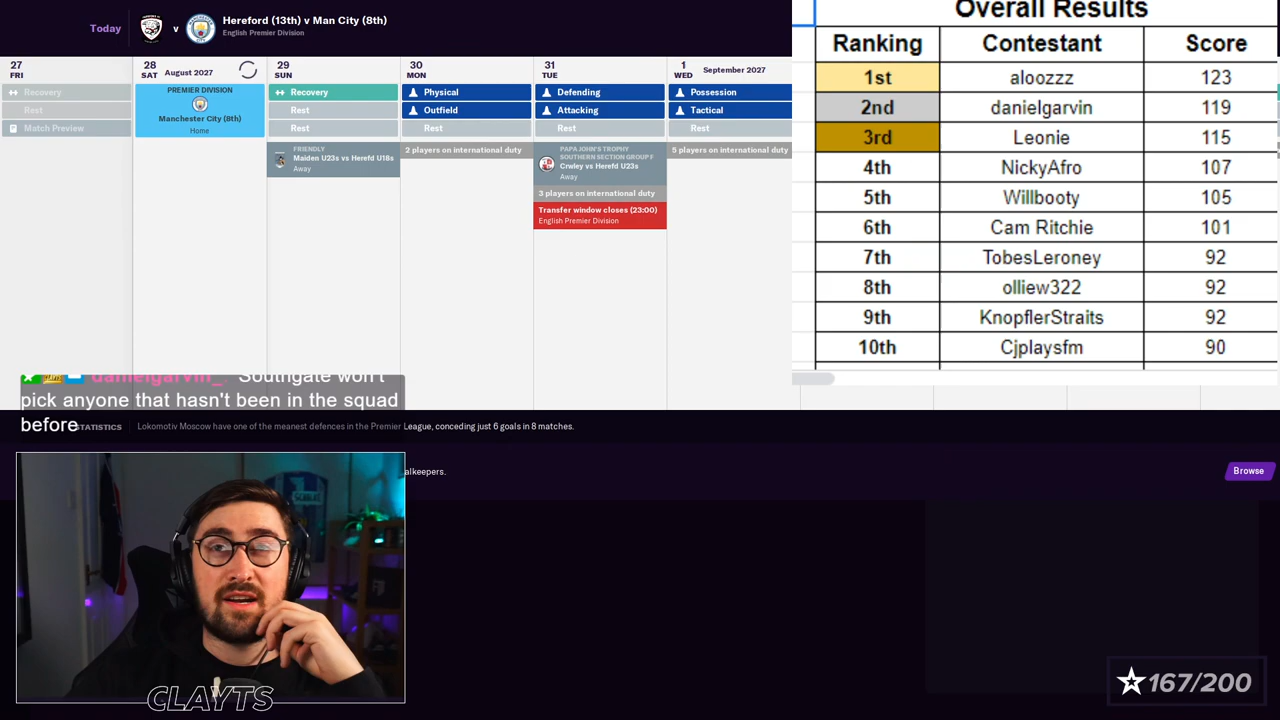 Today
v
Hereford (13th) v Man City (8th)
English Premier Division
27
FRI
28
SAT August 2027
29
SUN
30
MON
31
TUE
1
WED September 2027
Recovery
Rest
Match Preview
PREMIER DIVISION
Manchester City (8th)
Home
Recovery
Rest
Rest
Physical
Outfield
Rest
Defending
Attacking
Rest
Possession
Tactical
Rest
FRIENDLY
Maiden U23s vs Herefd U18s
Away
2 players on international duty
PAPA JOHN'S TROPHY
SOUTHERN SECTION GROUP F
Crwley vs Herefd U23s
Away
3 players on international duty
Transfer window closes (23:00)
English Premier Division
5 players on international duty
Overall Results
Ranking Contestant Score
1st aloozzz 123
2nd danielgarvin 119
3rd Leonie 115
4th NickyAfro 107
5th Willbooty 105
6th Cam Ritchie 101
7th TobesLeroney 92
8th olliew322 92
9th KnopflerStraits 92
10th Cjplaysfm 90
danielgarvin_: Southgate won't
pick anyone that hasn't been in the squad
before
STATISTICS Lokomotiv Moscow have one of the meanest defences in the Premier League, conceding just 6 goals in 8 matches.
alkeepers.
Browse
CLAYTS
167/200